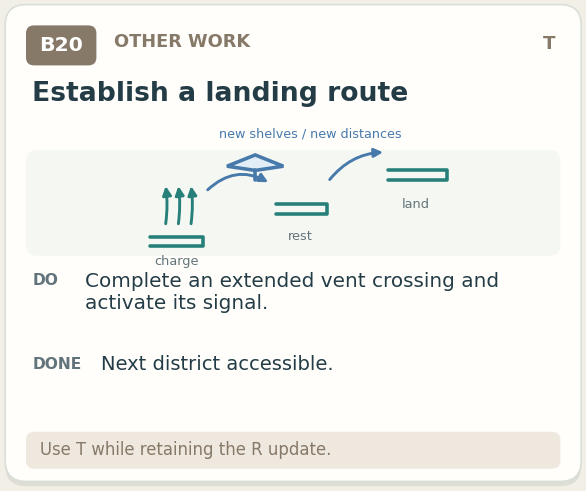 B20 OTHER WORK T
Establish a landing route
new shelves / new distances
land
rest
charge
DO Complete an extended vent crossing and
activate its signal.
DONE Next district accessible.
Use T while retaining the R update.